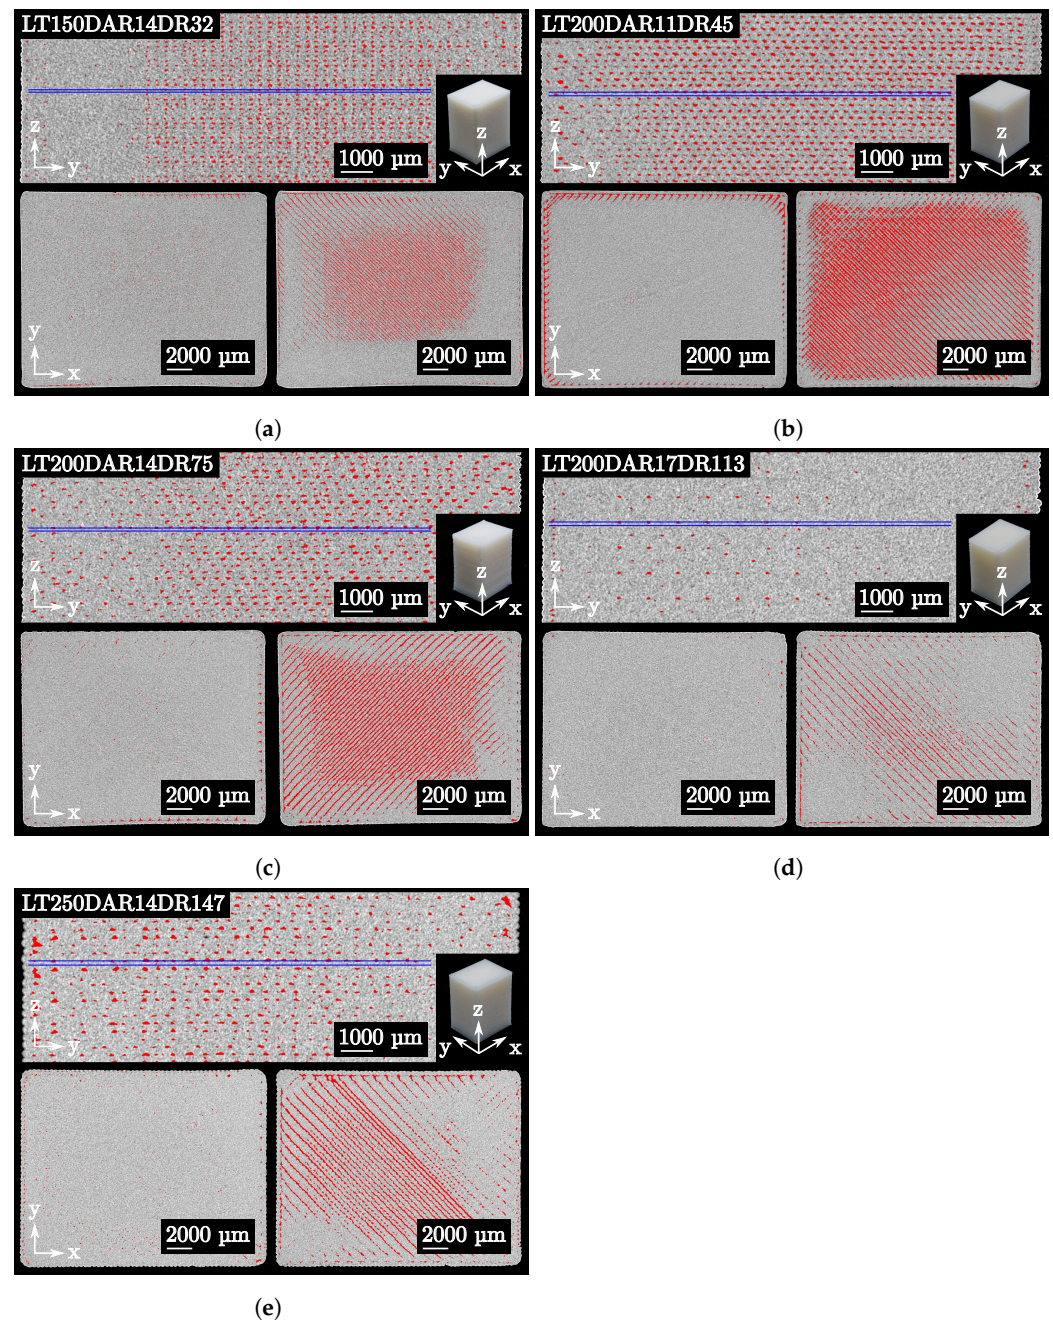 LT150DAR14DR32
z
y
1000 µm
z
y
x
y
x
2000 µm
2000 µm
(a)
LT200DAR11DR45
z
y
1000 µm
z
y
x
y
x
2000 µm
2000 µm
(b)
LT200DAR14DR75
z
y
1000 µm
z
y
x
y
x
2000 µm
2000 µm
(c)
LT200DAR17DR113
z
y
1000 µm
z
y
x
y
x
2000 µm
2000 µm
(d)
LT250DAR14DR147
z
y
1000 µm
z
y
x
y
x
2000 µm
2000 µm
(e)